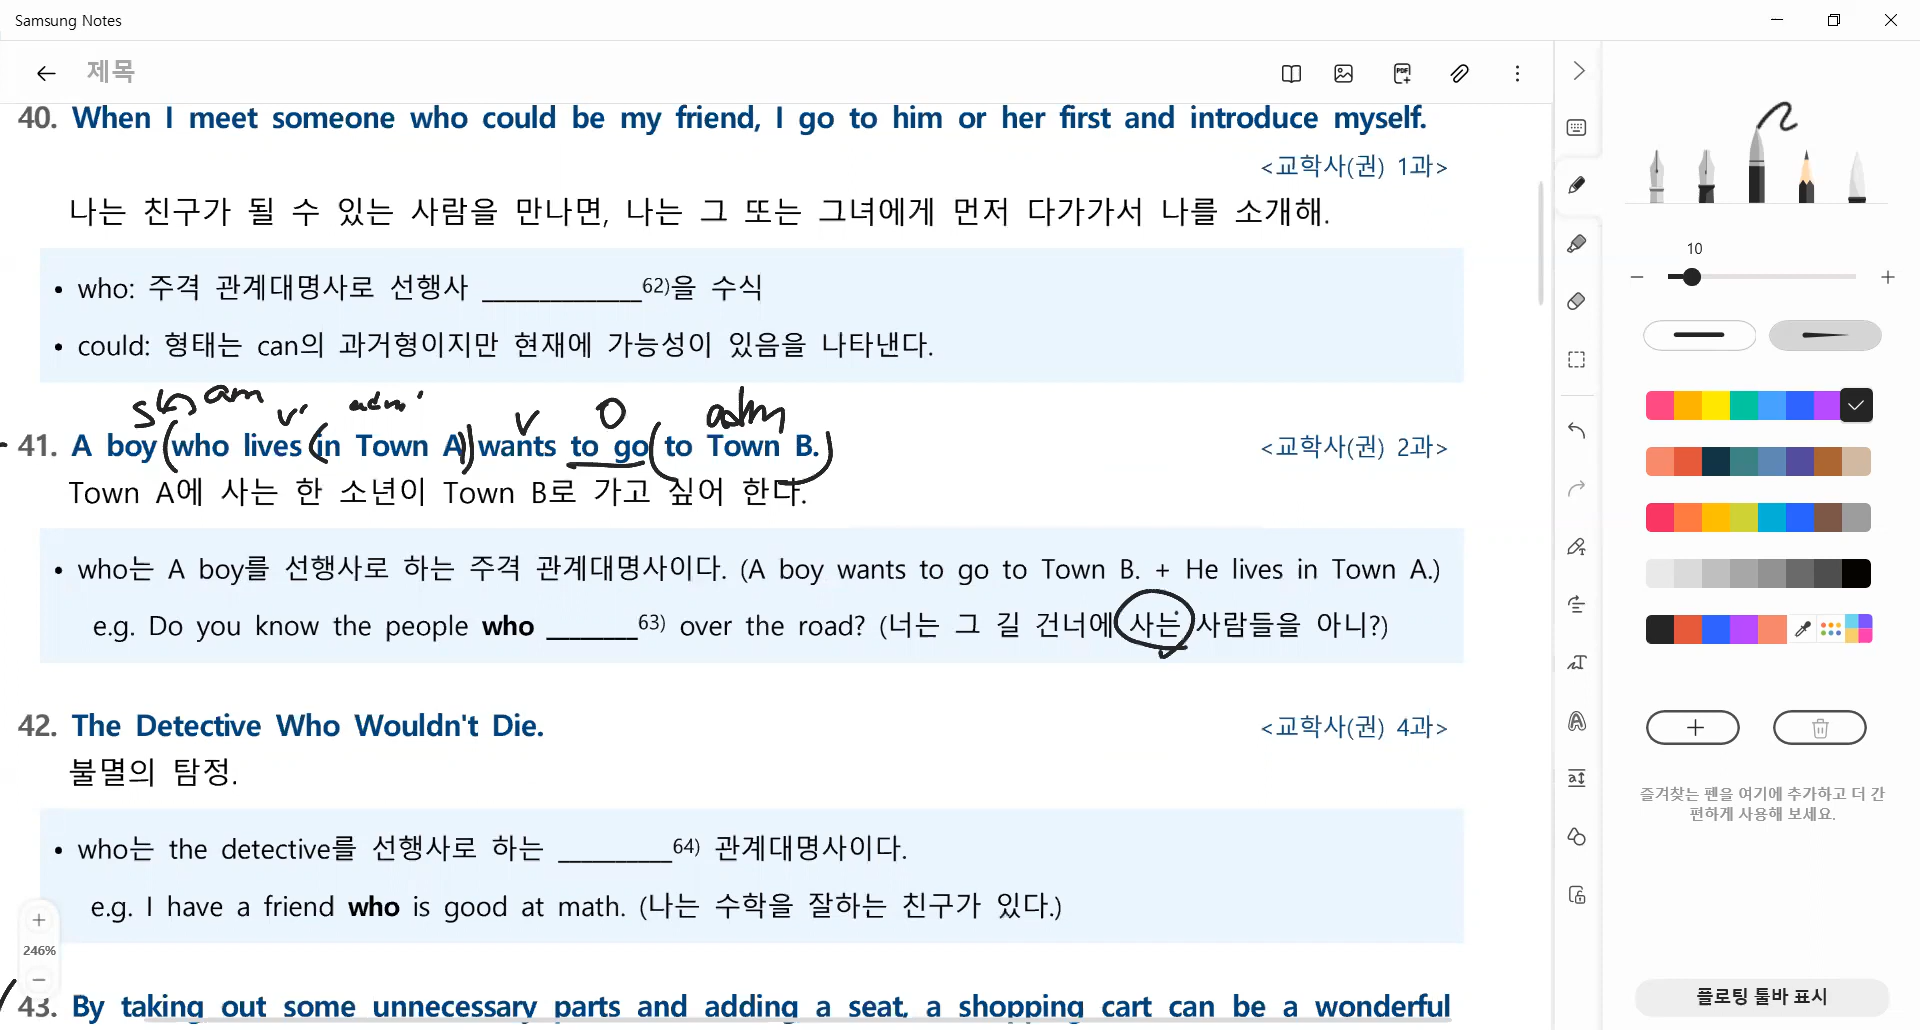 Samsung Notes
제목
40. When I meet someone who could be my friend, I go to him or her first and introduce myself.
<교학사(권) 1과>
나는 친구가 될 수 있는 사람을 만나면, 나는 그 또는 그녀에게 먼저 다가가서 나를 소개해.
• who: 주격 관계대명사로 선행사 ______________62)을 수식
• could: 형태는 can의 과거형이지만 현재에 가능성이 있음을 나타낸다.
S am v' adm' v O adm
41. A boy (who lives (in Town A)) wants to go (to Town B.)
<교학사(권) 2과>
Town A에 사는 한 소년이 Town B로 가고 싶어 한다.
• who는 A boy를 선행사로 하는 주격 관계대명사이다. (A boy wants to go to Town B. + He lives in Town A.)
e.g. Do you know the people who ________63) over the road? (너는 그 길 건너에 사는 사람들을 아니?)
42. The Detective Who Wouldn't Die.
<교학사(권) 4과>
불멸의 탐정.
• who는 the detective를 선행사로 하는 __________64) 관계대명사이다.
e.g. I have a friend who is good at math. (나는 수학을 잘하는 친구가 있다.)
43. By taking out some unnecessary parts and adding a seat, a shopping cart can be a wonderful
246%
PDF
10
즐겨찾는 펜을 여기에 추가하고 더 간
편하게 사용해 보세요.
플로팅 툴바 표시